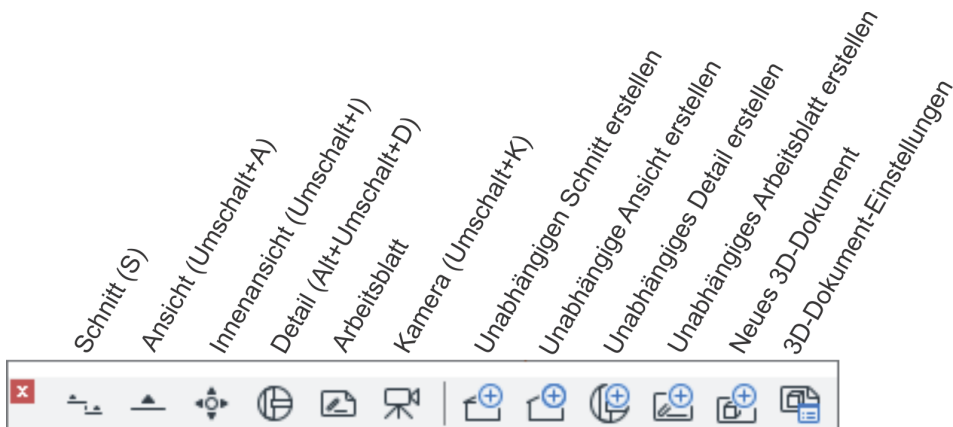 Schnitt (S)
Ansicht (Umschalt+A)
Innenansicht (Umschalt+I)
Detail (Alt+Umschalt+D)
Arbeitsblatt
Kamera (Umschalt+K)
Unabhängigen Schnitt erstellen
Unabhängige Ansicht erstellen
Unabhängiges Detail erstellen
Unabhängiges Arbeitsblatt erstellen
Neues 3D-Dokument
3D-Dokument-Einstellungen